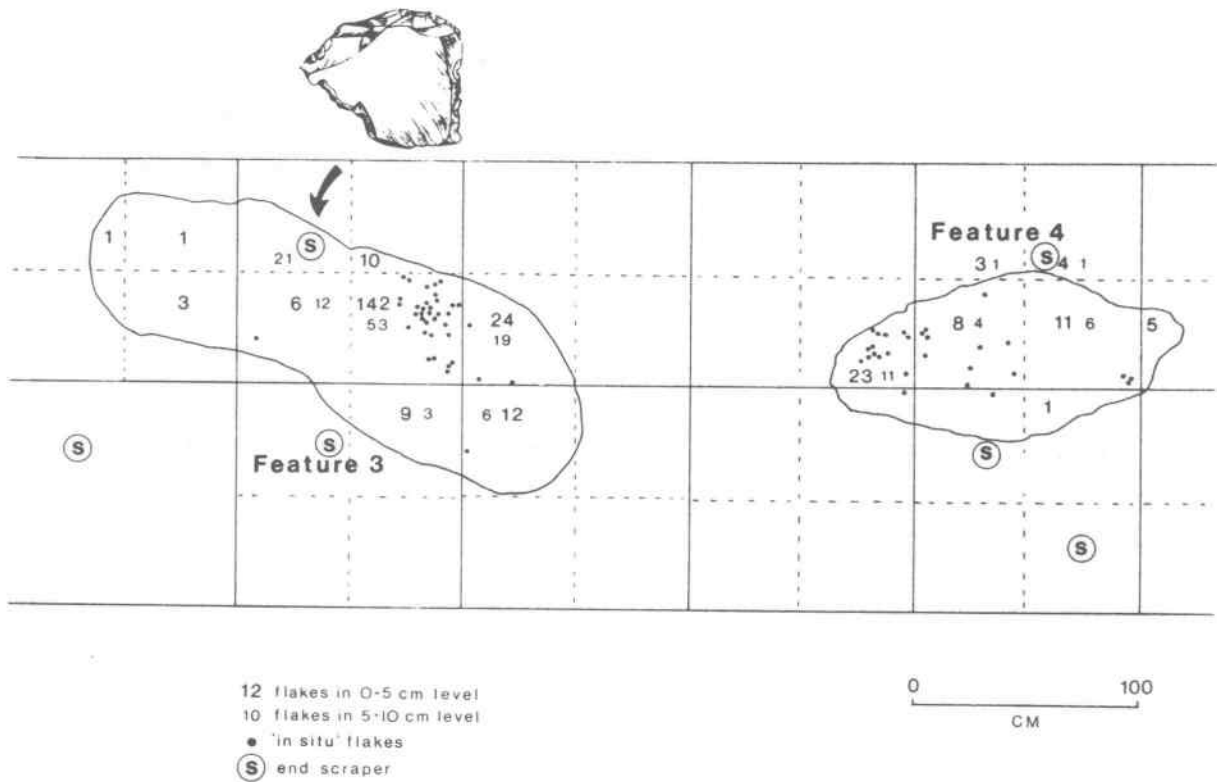 Feature 4
S
3 1 4 1
1 1 S
21 10
3 6 12 142 24
53 19
8 4 11 6 5
23 11
9 3 6 12 1
S S S
Feature 3
S
12 flakes in 0-5 cm level
10 flakes in 5-10 cm level
'in situ' flakes
S end scraper
0 100
CM